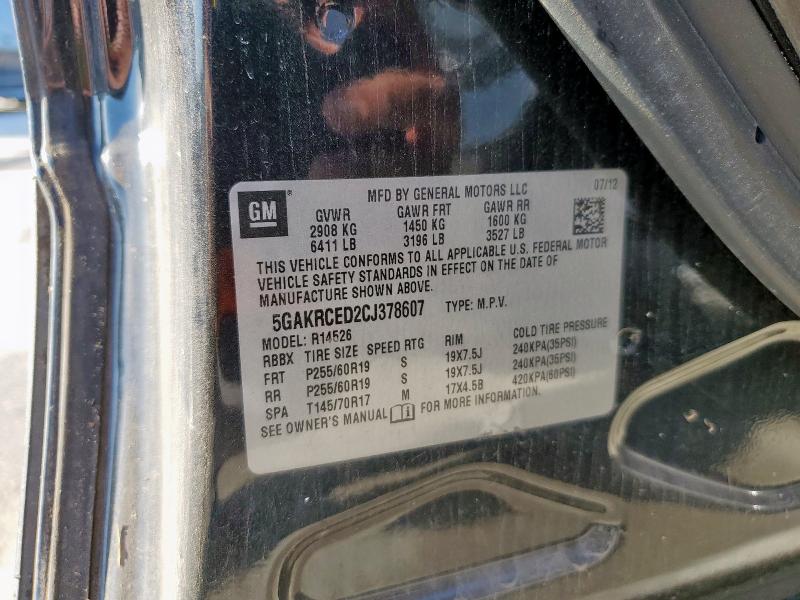 GM
MFD BY GENERAL MOTORS LLC 07/12
GVWR GAWR FRT GAWR RR
2908 KG 1450 KG 1600 KG
6411 LB 3196 LB 3527 LB
THIS VEHICLE CONFORMS TO ALL APPLICABLE U.S. FEDERAL MOTOR
VEHICLE SAFETY STANDARDS IN EFFECT ON THE DATE OF
MANUFACTURE SHOWN ABOVE.
5GAKRCED2CJ378607 TYPE: M.P.V.
MODEL: R14526
RBBX TIRE SIZE SPEED RTG RIM COLD TIRE PRESSURE
FRT P255/60R19 S 19X7.5J 240KPA(35PSI)
RR P255/60R19 S 19X7.5J 240KPA(35PSI)
SPA T145/70R17 M 17X4.5B 420KPA(60PSI)
SEE OWNER'S MANUAL FOR MORE INFORMATION.